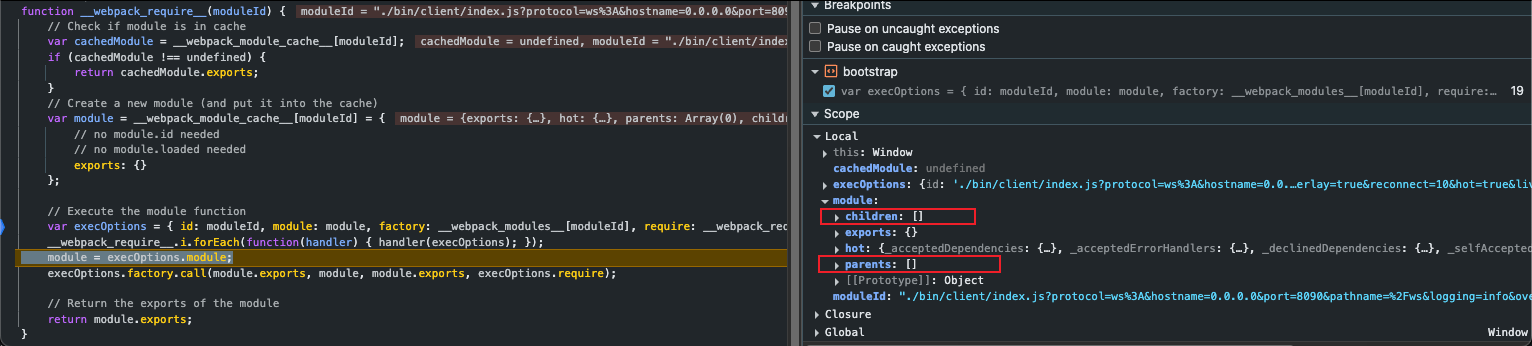 function __webpack_require__(moduleId) { moduleId = "./bin/client/index.js?protocol=ws%3A&hostname=0.0.0.0&port=809
// Check if module is in cache
var cachedModule = __webpack_module_cache__[moduleId]; cachedModule = undefined, moduleId = "./bin/client/index
if (cachedModule !== undefined) {
return cachedModule.exports;
}
// Create a new module (and put it into the cache)
var module = __webpack_module_cache__[moduleId] = { module = {exports: {…}, hot: {…}, parents: Array(0), childr
// no module.id needed
// no module.loaded needed
exports: {}
};
// Execute the module function
var execOptions = { id: moduleId, module: module, factory: __webpack_modules__[moduleId], require: __webpack_req
__webpack_require__.i.forEach(function(handler) { handler(execOptions); });
module = execOptions.module;
execOptions.factory.call(module.exports, module, module.exports, execOptions.require);
// Return the exports of the module
return module.exports;
}
Breakpoints
Pause on uncaught exceptions
Pause on caught exceptions
bootstrap
var execOptions = { id: moduleId, module: module, factory: __webpack_modules__[moduleId], require:… 19
Scope
Local
this: Window
cachedModule: undefined
execOptions: {id: './bin/client/index.js?protocol=ws%3A&hostname=0.0.…erlay=true&reconnect=10&hot=true&liv
module:
children: []
exports: {}
hot: {_acceptedDependencies: {…}, _acceptedErrorHandlers: {…}, _declinedDependencies: {…}, _selfAccepted
parents: []
[[Prototype]]: Object
moduleId: "./bin/client/index.js?protocol=ws%3A&hostname=0.0.0.0&port=8090&pathname=%2Fws&logging=info&ove
Closure
Global Window